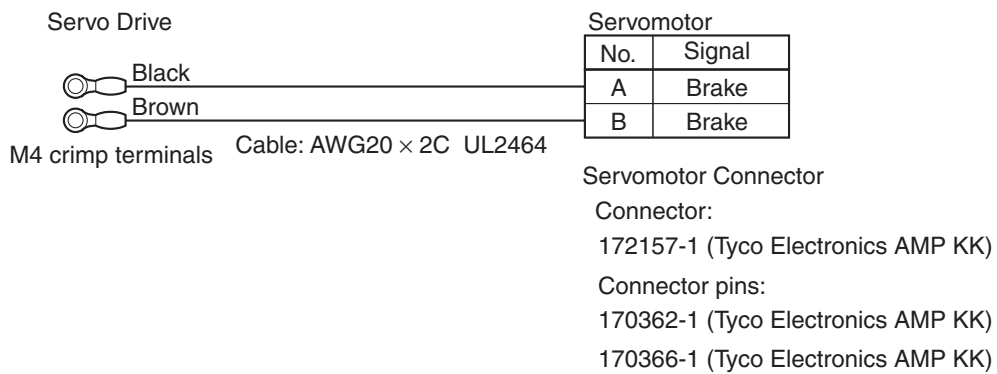 Servo Drive
Servomotor
No. Signal
Black
A Brake
Brown
B Brake
M4 crimp terminals
Cable: AWG20 × 2C UL2464
Servomotor Connector
Connector:
172157-1 (Tyco Electronics AMP KK)
Connector pins:
170362-1 (Tyco Electronics AMP KK)
170366-1 (Tyco Electronics AMP KK)